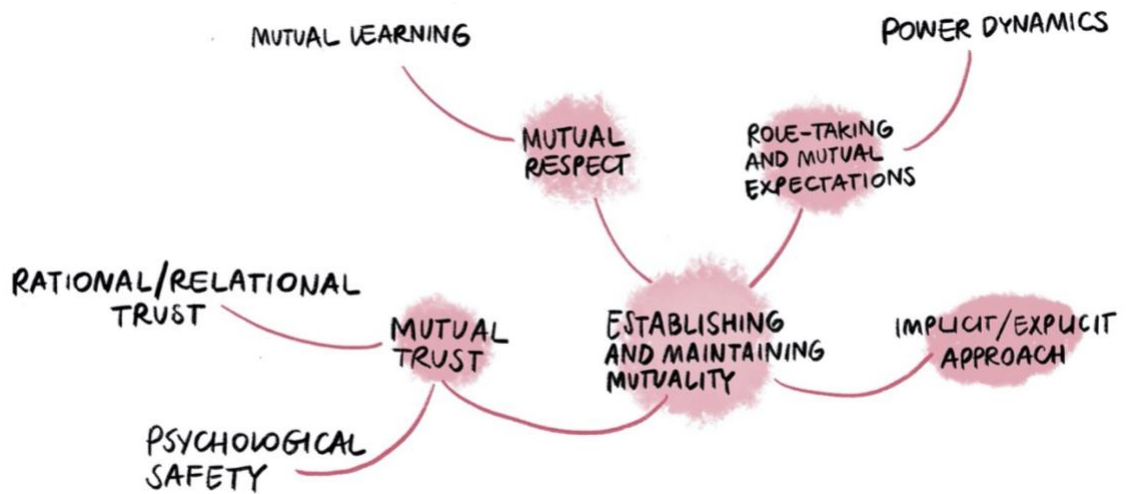 MUTUAL LEARNING
POWER DYNAMICS
MUTUAL
RESPECT
ROLE-TAKING
AND MUTUAL
EXPECTATIONS
RATIONAL/RELATIONAL
TRUST
MUTUAL
TRUST
ESTABLISHING
AND MAINTAINING
MUTUALITY
IMPLICIT/EXPLICIT
APPROACH
PSYCHOLOGICAL
SAFETY